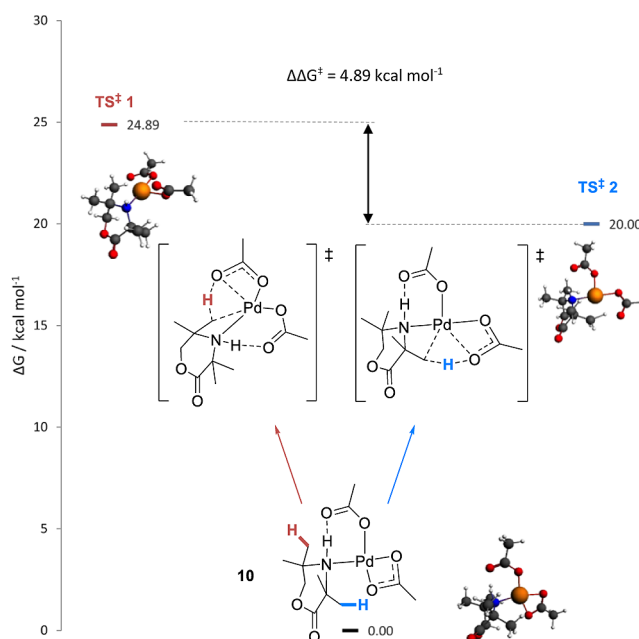 30
ΔΔG‡ = 4.89 kcal mol-1
TS‡ 1
25
24.89
TS‡ 2
20
20.00
‡
‡
O
O
H
Pd
O
N
H
O
O
O
O
O
H
N
Pd
O
H
O
O
O
15
ΔG / kcal mol-1
10
5
O
O
H
H
10
N
Pd
O
O
O
H
O
0
0.00